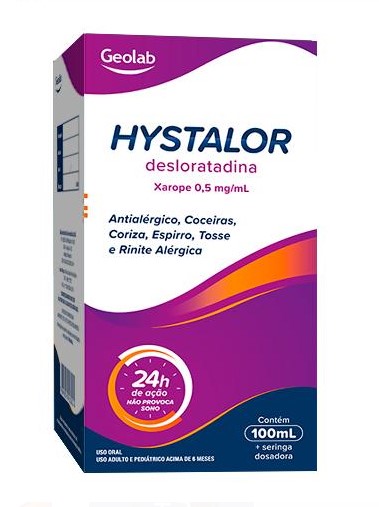 Geolab
HYSTALOR
desloratadina
Xarope 0,5 mg/mL
Antialérgico, Coceiras,
Coriza, Espirro, Tosse
e Rinite Alérgica
24h
de ação
NÃO PROVOCA
SONO
Contém
100mL
+ seringa
dosadora
USO ORAL
USO ADULTO E PEDIÁTRICO ACIMA DE 6 MESES